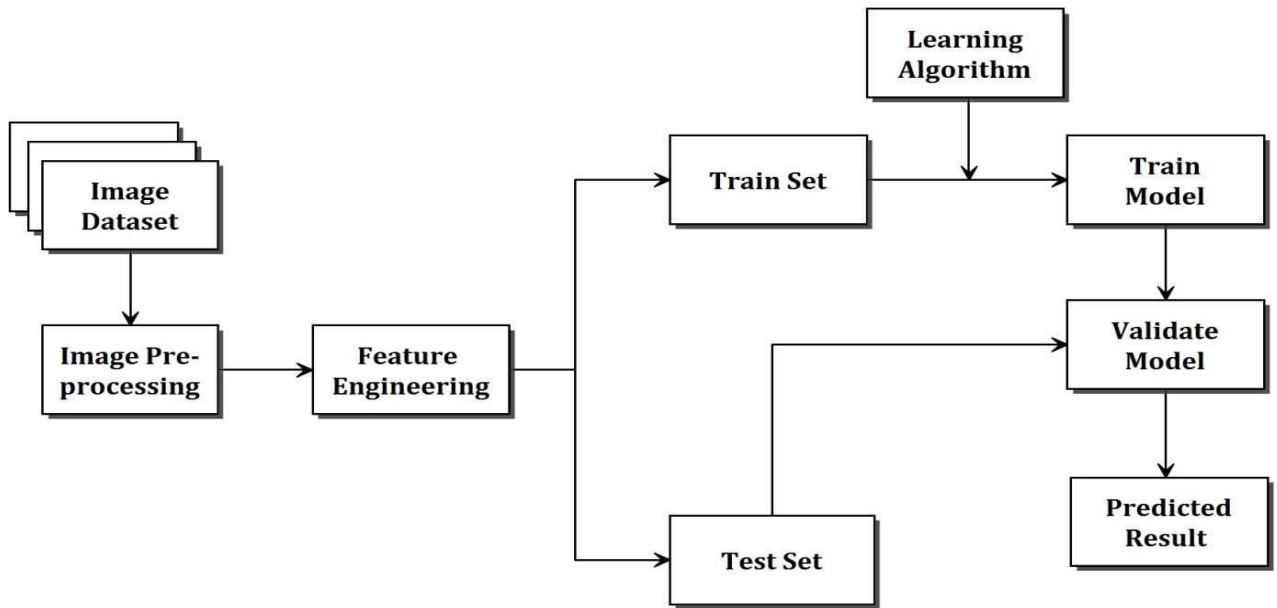 Learning
Algorithm
Image
Dataset
Train Set
Train
Model
Image Pre-
processing
Feature
Engineering
Validate
Model
Test Set
Predicted
Result